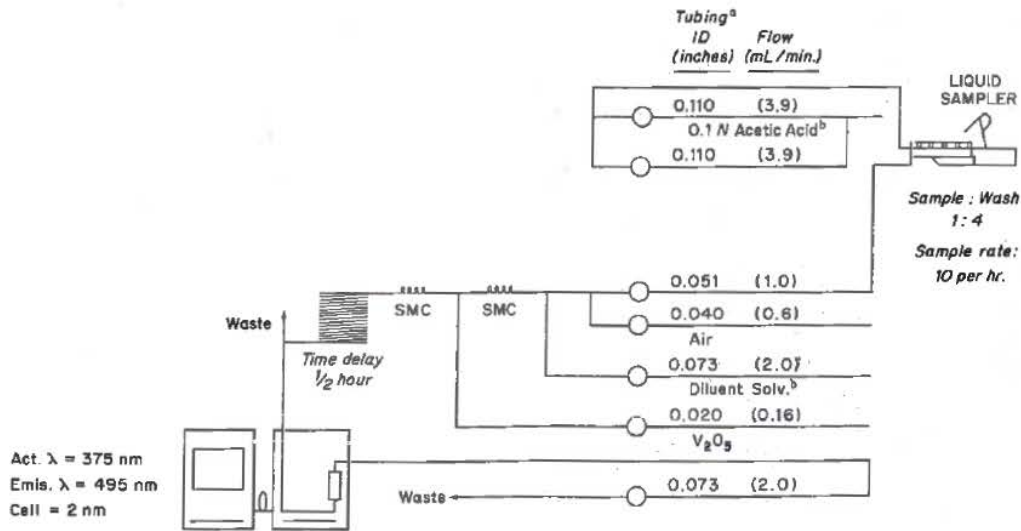 Tubingᵃ
ID Flow
(inches) (mL/min.)
LIQUID
SAMPLER
0.110 (3.9)
0.1 N Acetic Acidᵇ
0.110 (3.9)
Sample : Wash
1 : 4
Sample rate:
10 per hr.
0.051 (1.0)
SMC SMC
0.040 (0.6)
Air
Waste
Time delay
1/2 hour
0.073 (2.0)
Diluent Solv.ᵇ
0.020 (0.16)
V₂O₅
Act. λ = 375 nm
Emis. λ = 495 nm
Cell = 2 nm
Waste 0.073 (2.0)